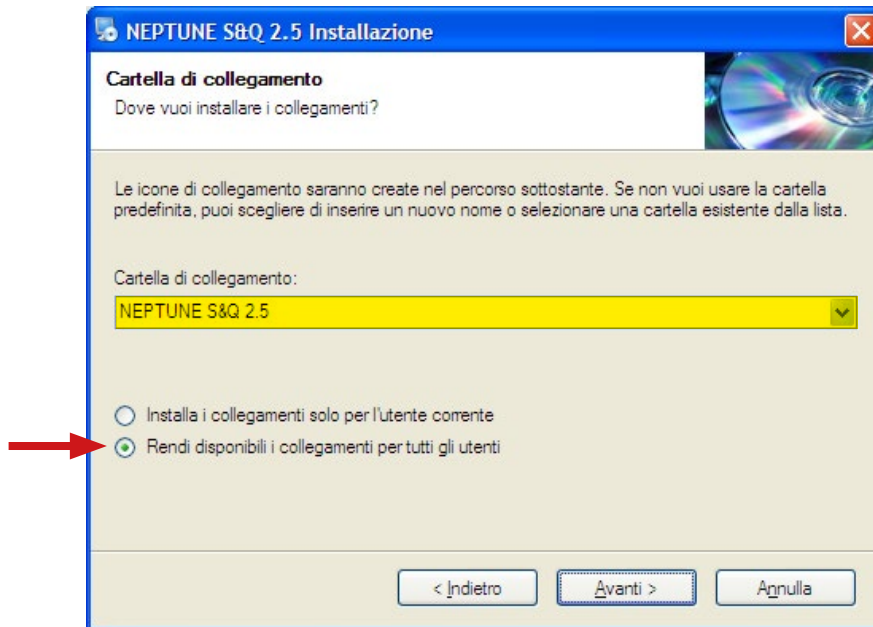 NEPTUNE S&Q 2.5 Installazione
Cartella di collegamento
Dove vuoi installare i collegamenti?
Le icone di collegamento saranno create nel percorso sottostante. Se non vuoi usare la cartella
predefinita, puoi scegliere di inserire un nuovo nome o selezionare una cartella esistente dalla lista.
Cartella di collegamento:
NEPTUNE S&Q 2.5
Installa i collegamenti solo per l'utente corrente
Rendi disponibili i collegamenti per tutti gli utenti
< Indietro
Avanti >
Annulla